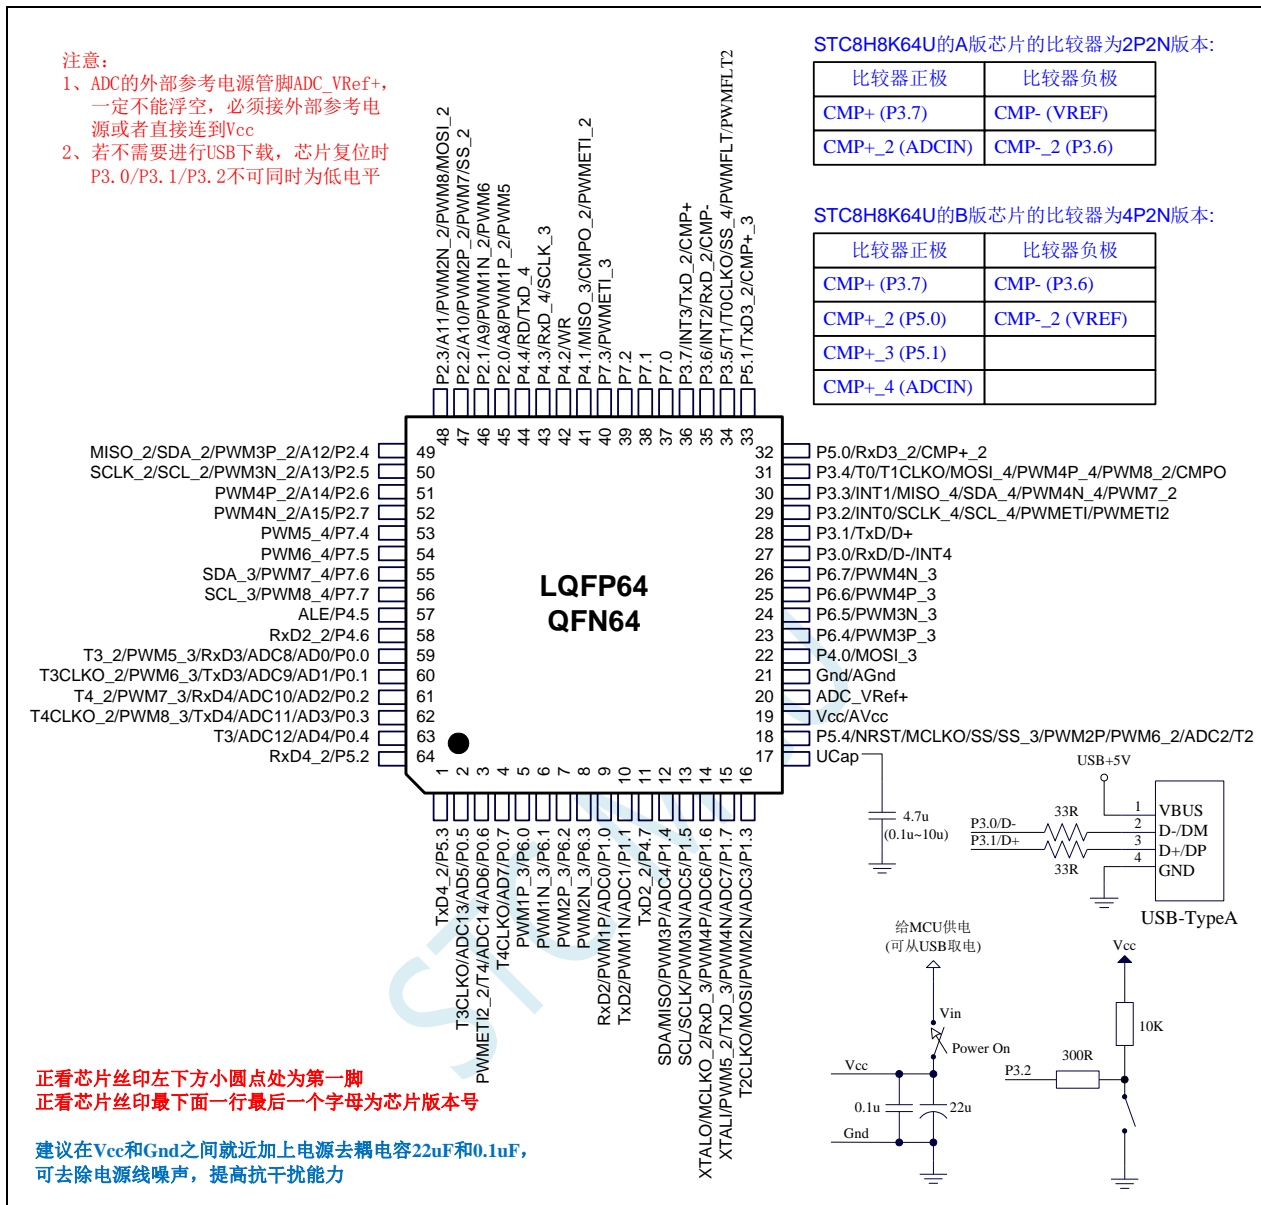 注意：
1、ADC的外部参考电源管脚ADC_VRef+，
一定不能浮空，必须接外部参考电
源或者直接连到Vcc
2、若不需要进行USB下载，芯片复位时
P3.0/P3.1/P3.2不可同时为低电平
STC8H8K64U的A版芯片的比较器为2P2N版本:
比较器正极 比较器负极
CMP+ (P3.7) CMP- (VREF)
CMP+_2 (ADCIN) CMP-_2 (P3.6)
STC8H8K64U的B版芯片的比较器为4P2N版本:
比较器正极 比较器负极
CMP+ (P3.7) CMP- (P3.6)
CMP+_2 (P5.0) CMP-_2 (VREF)
CMP+_3 (P5.1)
CMP+_4 (ADCIN)
P2.3/A11/PWM2N_2/PWM8/MOSI_2
P2.2/A10/PWM2P_2/PWM7/SS_2
P2.1/A9/PWM1N_2/PWM6
P2.0/A8/PWM1P_2/PWM5
P4.4/RD/TxD_4
P4.3/RxD_4/SCLK_3
P4.2/WR
P4.1/MISO_3/CMPO_2/PWMETI_2
P7.3/PWMETI_3
P7.2
P7.1
P7.0
P3.7/INT3/TxD_2/CMP+
P3.6/INT2/RxD_2/CMP-
P3.5/T1/T0CLKO/SS_4/PWMFLT/PWMFLT2
P5.1/TxD3_2/CMP+_3
48 47 46 45 44 43 42 41 40 39 38 37 36 35 34 33
MISO_2/SDA_2/PWM3P_2/A12/P2.4 49
SCLK_2/SCL_2/PWM3N_2/A13/P2.5 50
PWM4P_2/A14/P2.6 51
PWM4N_2/A15/P2.7 52
PWM5_4/P7.4 53
PWM6_4/P7.5 54
SDA_3/PWM7_4/P7.6 55
SCL_3/PWM8_4/P7.7 56
ALE/P4.5 57
RxD2_2/P4.6 58
T3_2/PWM5_3/RxD3/ADC8/AD0/P0.0 59
T3CLKO_2/PWM6_3/TxD3/ADC9/AD1/P0.1 60
T4_2/PWM7_3/RxD4/ADC10/AD2/P0.2 61
T4CLKO_2/PWM8_3/TxD4/ADC11/AD3/P0.3 62
T3/ADC12/AD4/P0.4 63
RxD4_2/P5.2 64
LQFP64
QFN64
32 P5.0/RxD3_2/CMP+_2
31 P3.4/T0/T1CLKO/MOSI_4/PWM4P_4/PWM8_2/CMPO
30 P3.3/INT1/MISO_4/SDA_4/PWM4N_4/PWM7_2
29 P3.2/INT0/SCLK_4/SCL_4/PWMETI/PWMETI2
28 P3.1/TxD/D+
27 P3.0/RxD/D-/INT4
26 P6.7/PWM4N_3
25 P6.6/PWM4P_3
24 P6.5/PWM3N_3
23 P6.4/PWM3P_3
22 P4.0/MOSI_3
21 Gnd/AGnd
20 ADC_VRef+
19 Vcc/AVcc
18 P5.4/NRST/MCLKO/SS/SS_3/PWM2P/PWM6_2/ADC2/T2
17 UCap
1 2 3 4 5 6 7 8 9 10 11 12 13 14 15 16
TxD4_2/P5.3
T3CLKO/ADC13/AD5/P0.5
PWMETI2_2/T4/ADC14/AD6/P0.6
T4CLKO/AD7/P0.7
PWM1P_3/P6.0
PWM1N_3/P6.1
PWM2P_3/P6.2
PWM2N_3/P6.3
RxD2/PWM1P/ADC0/P1.0
TxD2/PWM1N/ADC1/P1.1
TxD2_2/P4.7
SDA/MISO/PWM3P/ADC4/P1.4
SCL/SCLK/PWM3N/ADC5/P1.5
XTALO/MCLKO_2/RxD_3/PWM4P/ADC6/P1.6
XTALI/PWM5_2/TxD_3/PWM4N/ADC7/P1.7
T2CLKO/MOSI/PWM2N/ADC3/P1.3
4.7u
(0.1u~10u)
USB+5V
P3.0/D- 33R
P3.1/D+ 33R
1 VBUS
2 D-/DM
3 D+/DP
4 GND
USB-TypeA
给MCU供电
(可从USB取电)
Vin
Power On
Vcc
0.1u 22u
Gnd
Vcc
10K
P3.2 300R
正看芯片丝印左下方小圆点处为第一脚
正看芯片丝印最下面一行最后一个字母为芯片版本号
建议在Vcc和Gnd之间就近加上电源去耦电容22uF和0.1uF，
可去除电源线噪声，提高抗干扰能力